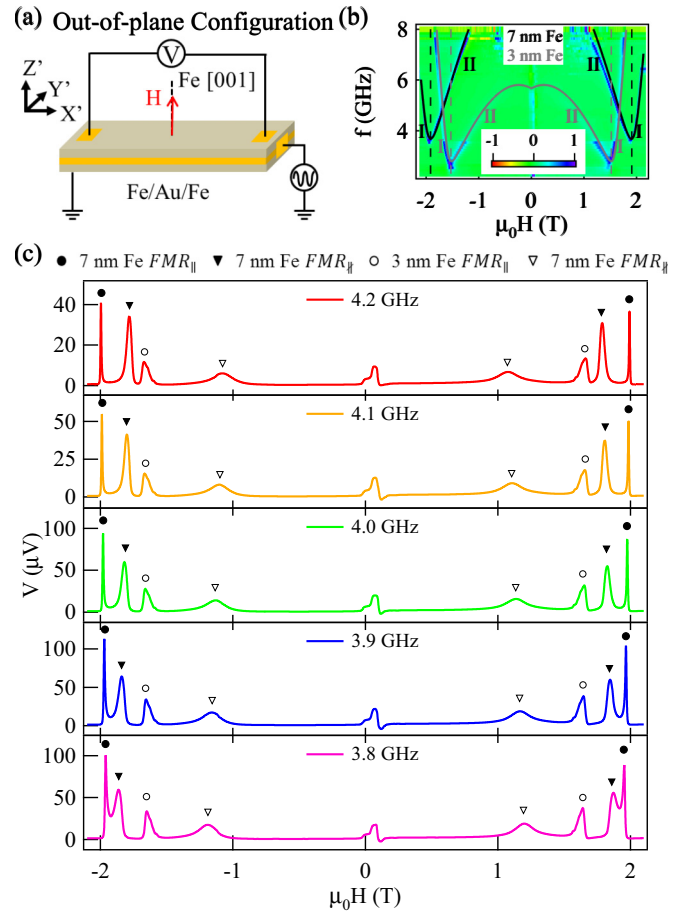 (a) Out-of-plane Configuration
V
Z'
Y'
X'
H
Fe [001]
Fe/Au/Fe
(b)
8
6
4
f (GHz)
7 nm Fe
3 nm Fe
II
II
II
II
I
I
I
I
-1 0 1
-2 -1 0 1 2
μ₀H (T)
(c)
● 7 nm Fe FMR∥ ▼ 7 nm Fe FMR∦ ○ 3 nm Fe FMR∥ ▽ 7 nm Fe FMR∦
40
20
0
4.2 GHz
50
25
0
4.1 GHz
100
50
0
4.0 GHz
100
50
0
3.9 GHz
100
50
0
3.8 GHz
V (μV)
-2 -1 0 1 2
μ₀H (T)